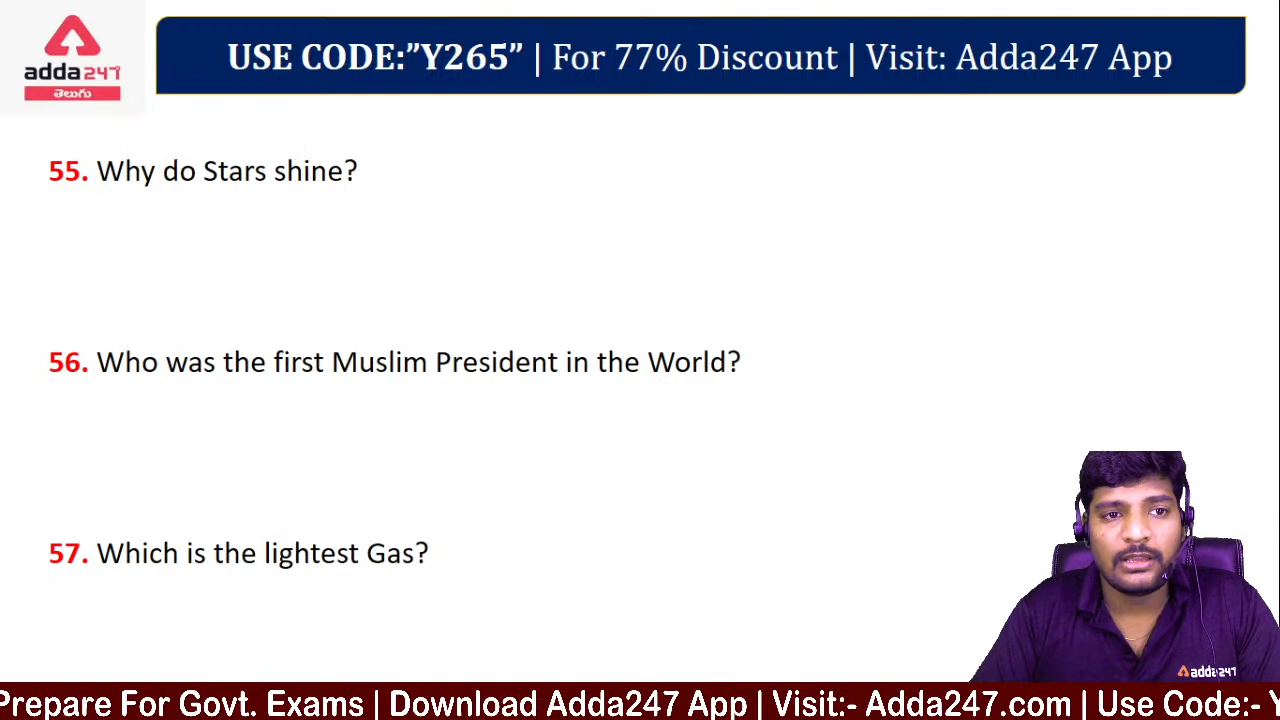 adda247
తెలుగు
USE CODE:”Y265” | For 77% Discount | Visit: Adda247 App
55. Why do Stars shine?
56. Who was the first Muslim President in the World?
57. Which is the lightest Gas?
adda247
Prepare For Govt. Exams | Download Adda247 App | Visit:- Adda247.com | Use Code:- Y